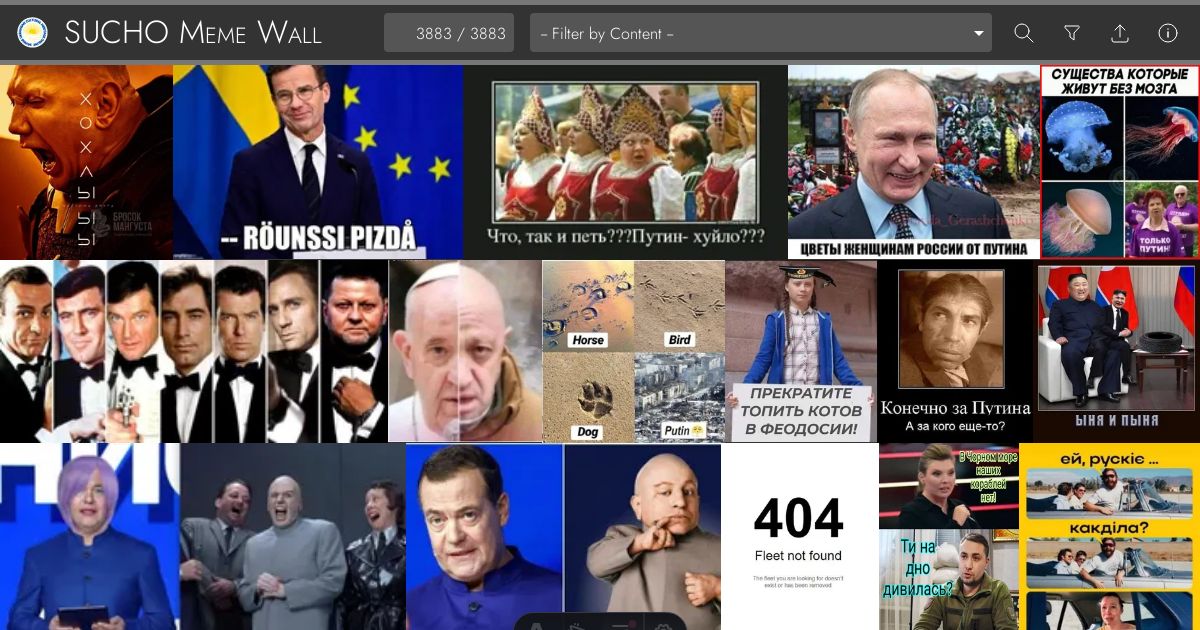 SUCHO MEME WALL
3883 / 3883
– Filter by Content –
-- RÖUNSSI PIZDÅ
Что, так и петь???Путин- хуйло???
ЦВЕТЫ ЖЕНЩИНАМ РОССИИ ОТ ПУТИНА
СУЩЕСТВА КОТОРЫЕ
ЖИВУТ БЕЗ МОЗГА
ТОЛЬКО
ПУТИН!
ХОХЛЫ
БРОСОК
МАНГУСТА
Horse
Bird
Dog
Putin
ПРЕКРАТИТЕ
ТОПИТЬ КОТОВ
В ФЕОДОСИИ!
Конечно за Путина
А за кого еще-то?
ЫНЯ И ПЫНЯ
404
Fleet not found
The fleet you are looking for doesn't
exist or has been removed
В Чорном море
наших
кораблей
нет!
Ти на
дно
дивилась?
ей, рускіє ...
какділа?